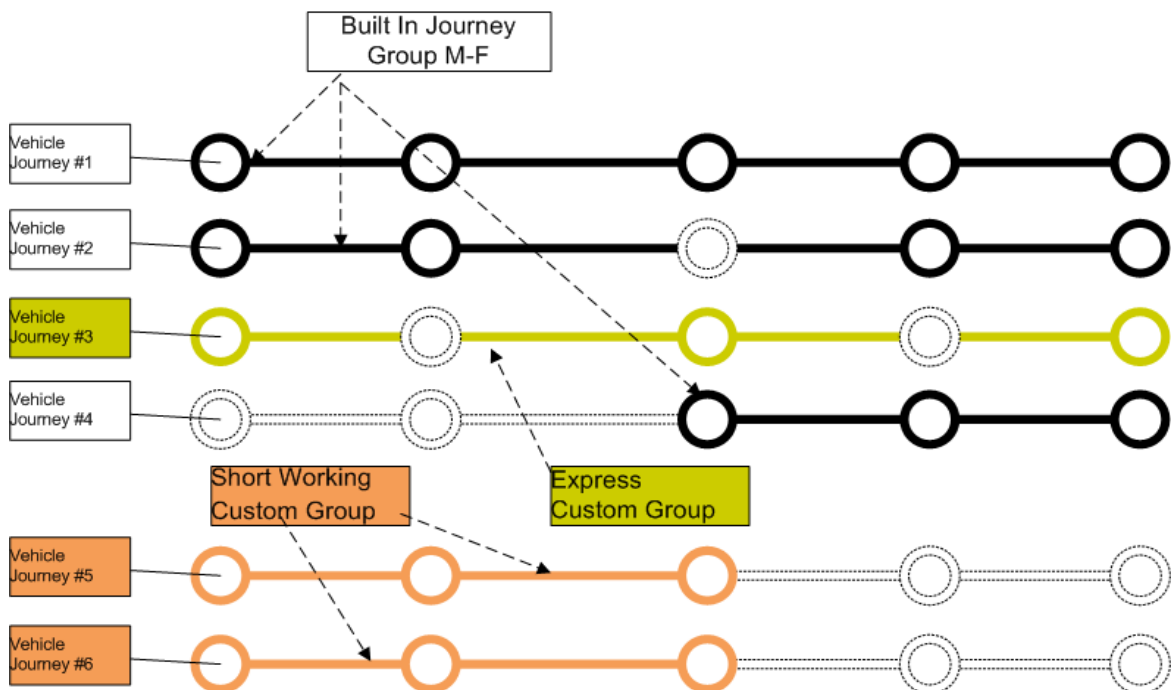 Built In Journey
Group M-F
Vehicle
Journey #1
Vehicle
Journey #2
Vehicle
Journey #3
Vehicle
Journey #4
Short Working
Custom Group
Express
Custom Group
Vehicle
Journey #5
Vehicle
Journey #6